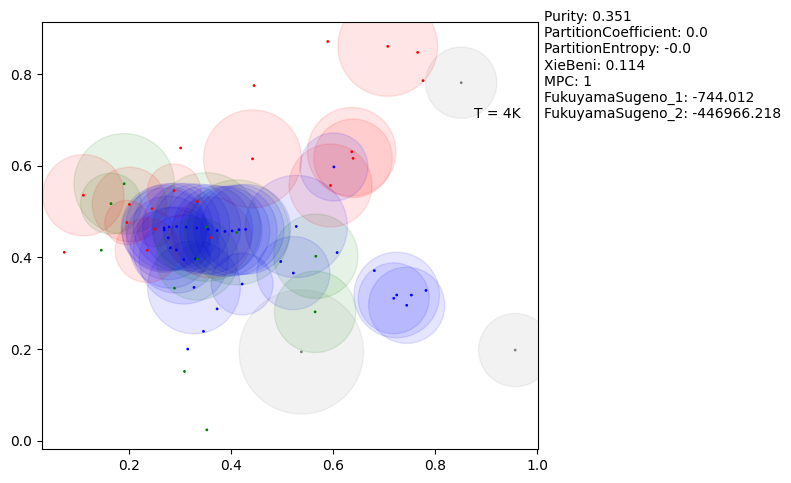 Purity: 0.351
PartitionCoefficient: 0.0
PartitionEntropy: -0.0
XieBeni: 0.114
MPC: 1
FukuyamaSugeno_1: -744.012
FukuyamaSugeno_2: -446966.218
T = 4K
0.8
0.6
0.4
0.2
0.0
0.2 0.4 0.6 0.8 1.0